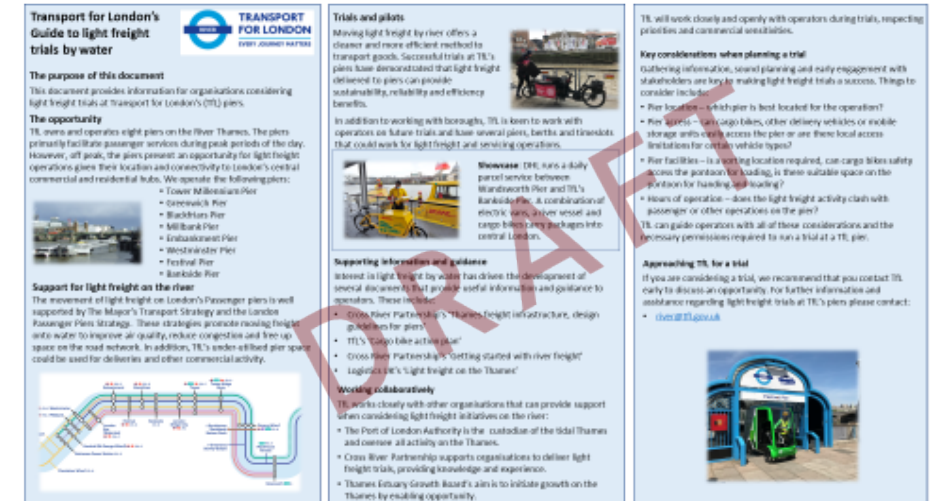 Transport for London's
Guide to light freight
trials by water
TRANSPORT
FOR LONDON
EVERY JOURNEY MATTERS
The purpose of this document
This document provides information for organisations considering
light freight trials at Transport for London's (TfL) piers.
The opportunity
TfL owns and operates eight piers on the River Thames. The piers
primarily facilitate passenger services during peak periods of the day.
However, off peak, the piers present an opportunity for light freight
operations given their location and connectivity to London's central
commercial and residential hubs. We operate the following piers:
• Tower Millennium Pier
• Greenwich Pier
• Blackfriars Pier
• Millbank Pier
• Embankment Pier
• Westminster Pier
• Festival Pier
• Bankside Pier
Support for light freight on the river
The movement of light freight on London's Passenger piers is well
supported by The Mayor's Transport Strategy and the London
Passenger Piers Strategy. These strategies promote moving freight
onto water to improve air quality, reduce congestion and free up
space on the road network. In addition, TfL's under-utilised pier space
could be used for deliveries and other commercial activity.
Trials and pilots
Moving light freight by river offers a
cleaner and more efficient method to
transport goods. Successful trials at TfL's
piers have demonstrated that light freight
delivered to piers can provide
sustainability, reliability and efficiency
benefits.
In addition to working with boroughs, TfL is keen to work with
operators on future trials and have several piers, berths and timeslots
that could work for light freight and servicing operations.
Showcase: DHL runs a daily
parcel service between
Wandsworth Pier and TfL's
Bankside Pier. A combination of
electric vans, a river vessel and
cargo bikes carry packages into
central London.
Supporting information and guidance
Interest in light freight by water has driven the development of
several documents that provide useful information and guidance to
operators. These include:
• Cross River Partnership's 'Thames freight infrastructure, design
guidelines for piers'
• TfL's 'Cargo bike action plan'
• Cross River Partnership's 'Getting started with river freight'
• Logistics UK's 'Light freight on the Thames'
Working collaboratively
TfL works closely with other organisations that can provide support
when considering light freight initiatives on the river:
• The Port of London Authority is the custodian of the tidal Thames
and oversee all activity on the Thames.
• Cross River Partnership supports organisations to deliver light
freight trials, providing knowledge and experience.
• Thames Estuary Growth Board's aim is to initiate growth on the
Thames by enabling opportunity.
TfL will work closely and openly with operators during trials, respecting
priorities and commercial sensitivities.
Key considerations when planning a trial
Gathering information, sound planning and early engagement with
stakeholders are key to making light freight trials a success. Things to
consider include:
• Pier location – which pier is best located for the operation?
• Pier access – can cargo bikes, other delivery vehicles or mobile
storage units access the pier or are there local access
limitations for certain vehicle types?
• Pier facilities – is a sorting location required, can cargo bikes safely
access the pontoon for loading, is there suitable space on the
pontoon for handling and loading?
• Hours of operation – does the light freight activity clash with
passenger or other operations on the pier?
TfL can guide operators with all of these considerations and the
necessary permissions required to run a trial at a TfL pier.
Approaching TfL for a trial
If you are considering a trial, we recommend that you contact TfL
early to discuss an opportunity. For further information and
assistance regarding light freight trials at TfL's piers please contact:
• river@tfl.gov.uk
DRAFT